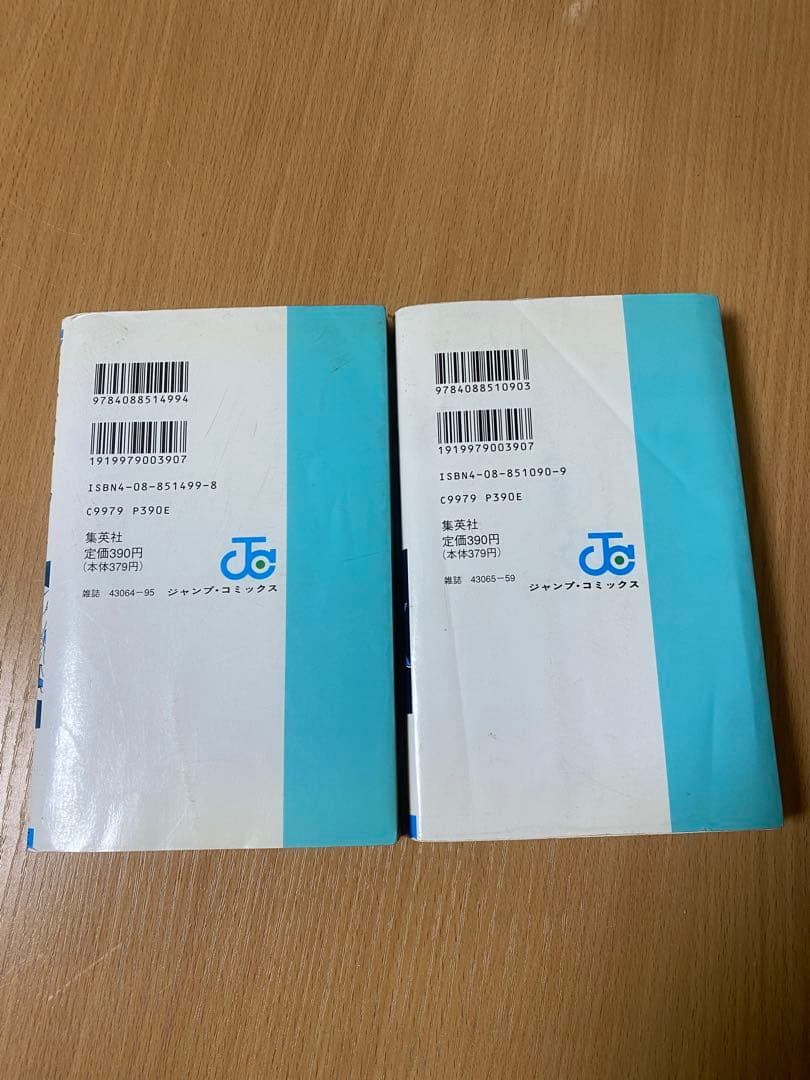 9784088514994
1919979003907
ISBN4-08-851499-8
C9979 P390E
集英社
定価390円
(本体379円)
雑誌 43064-95
JC
ジャンプ・コミックス
9784088510903
1919979003907
ISBN4-08-851090-9
C9979 P390E
集英社
定価390円
(本体379円)
雑誌 43065-59
JC
ジャンプ・コミックス